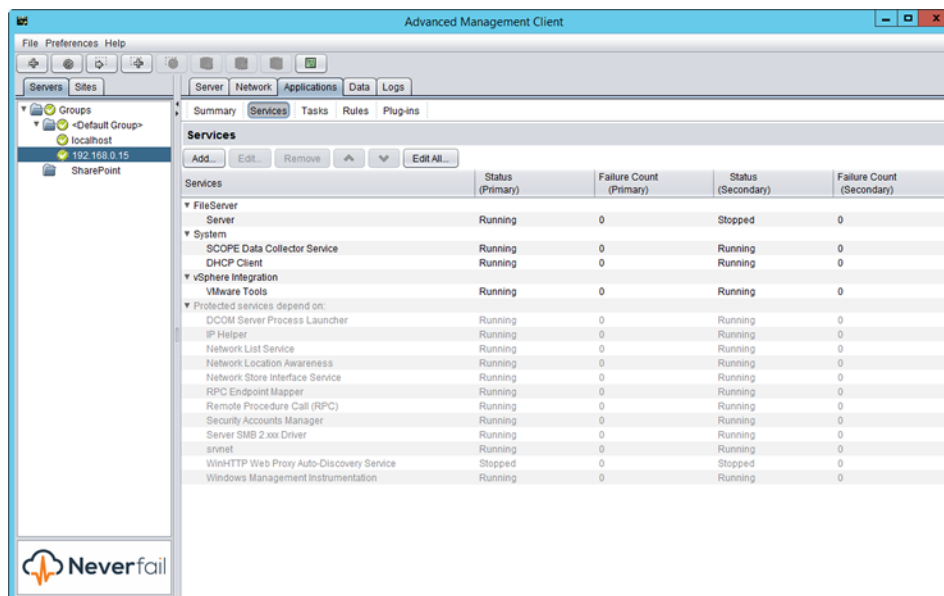 Advanced Management Client
File Preferences Help
Servers Sites
Server Network Applications Data Logs
Groups
<Default Group>
localhost
192.168.0.15
SharePoint
Summary Services Tasks Rules Plug-ins
Services
Add... Edit... Remove Edit All...
Services Status (Primary) Failure Count (Primary) Status (Secondary) Failure Count (Secondary)
FileServer
Server Running 0 Stopped 0
System
SCOPE Data Collector Service Running 0 Running 0
DHCP Client Running 0 Running 0
vSphere Integration
VMware Tools Running 0 Running 0
Protected services depend on:
DCOM Server Process Launcher Running 0 Running 0
IP Helper Running 0 Running 0
Network List Service Running 0 Running 0
Network Location Awareness Running 0 Running 0
Network Store Interface Service Running 0 Running 0
RPC Endpoint Mapper Running 0 Running 0
Remote Procedure Call (RPC) Running 0 Running 0
Security Accounts Manager Running 0 Running 0
Server SMB 2.xxx Driver Running 0 Running 0
srvnet Running 0 Running 0
WinHTTP Web Proxy Auto-Discovery Service Stopped 0 Stopped 0
Windows Management Instrumentation Running 0 Running 0
Neverfail